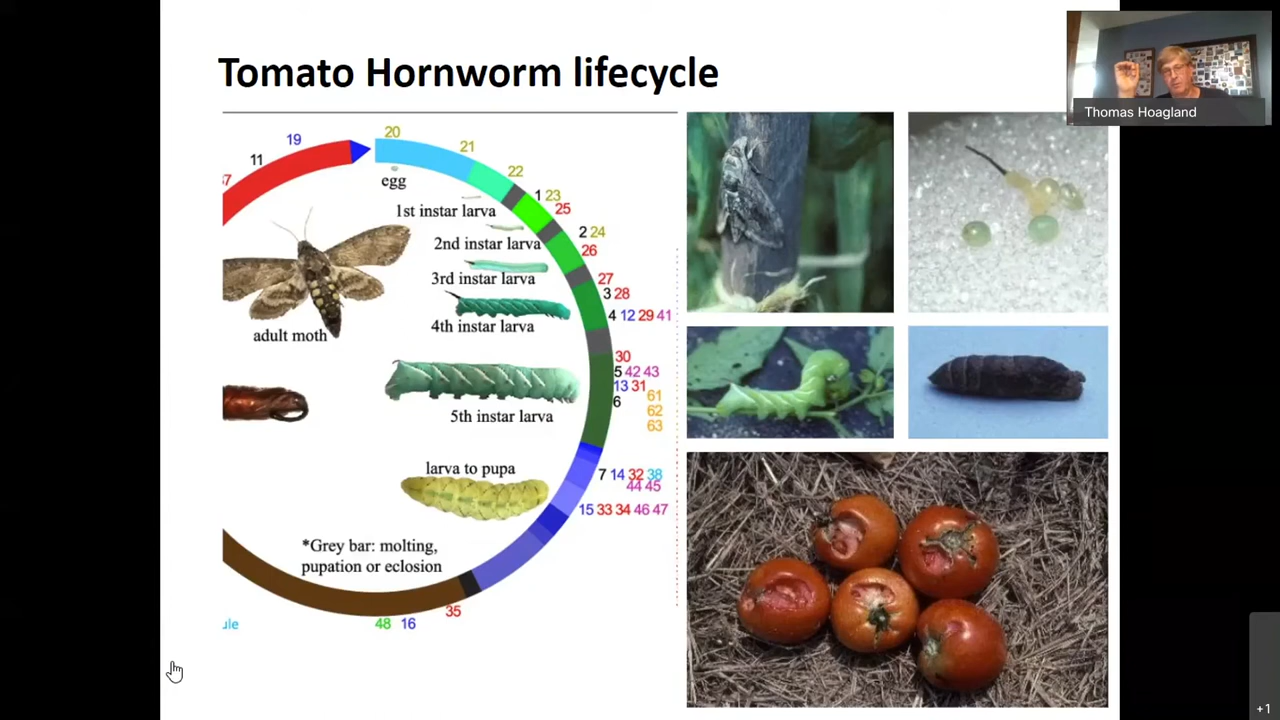 Tomato Hornworm lifecycle
Thomas Hoagland
20
19
21
11
egg
22
37
1 23
1st instar larva
25
2 24
2nd instar larva
26
3rd instar larva
27
3 28
4th instar larva
4 12 29 41
adult moth
30
5 42 43
13 31
61
6
62
5th instar larva
63
larva to pupa
7 14 32 38
44 45
15 33 34 46 47
*Grey bar: molting,
pupation or eclosion
35
ule
48 16
+1